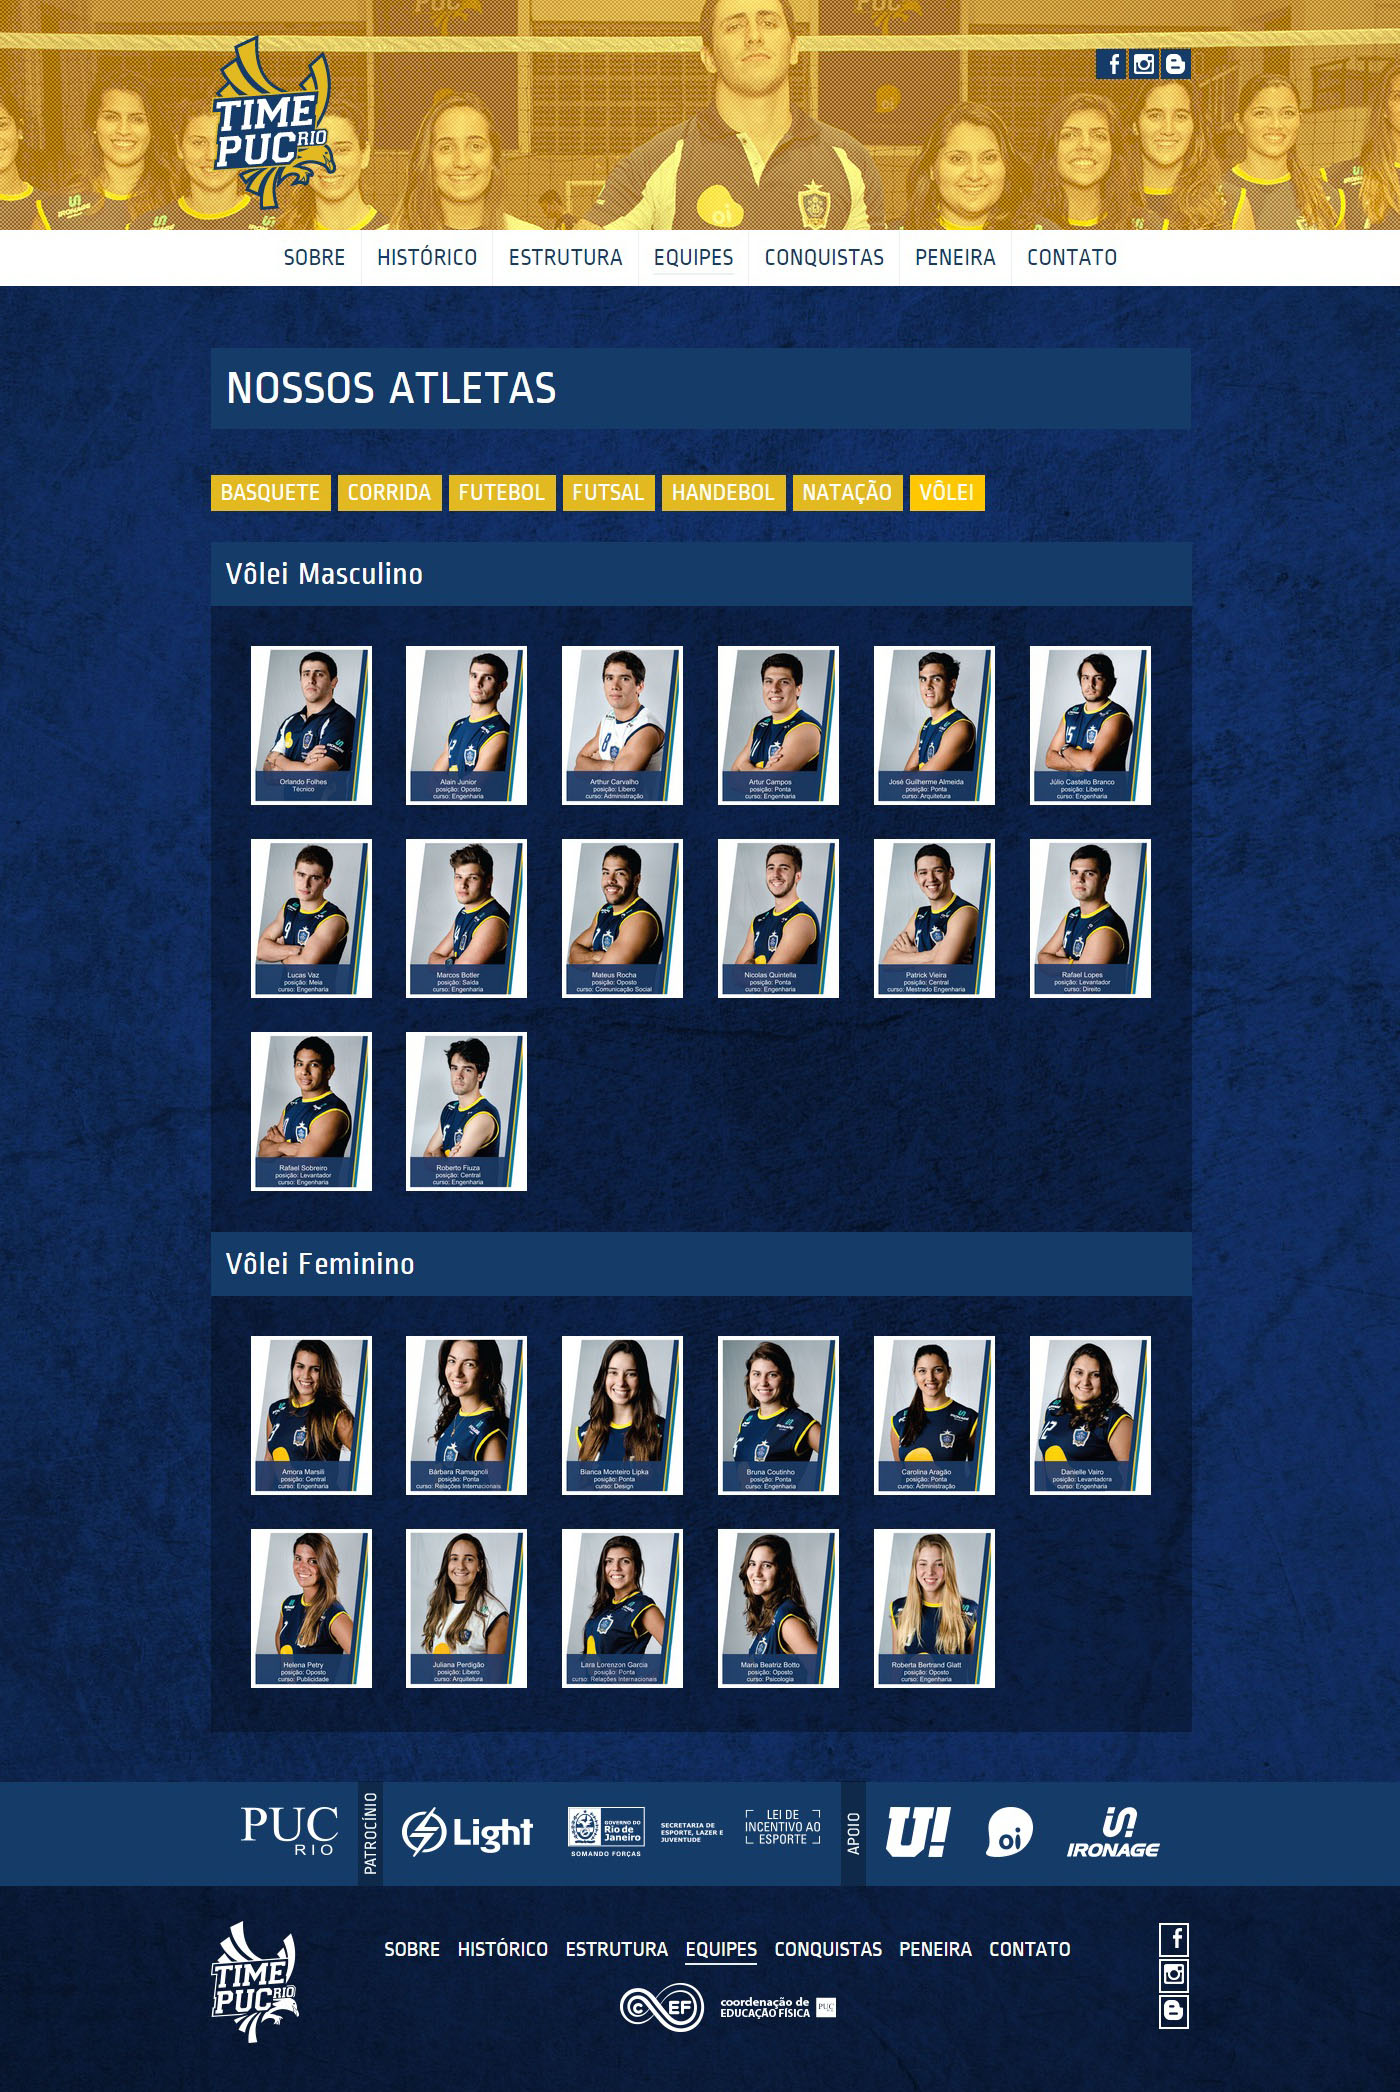 TIME
PUC RIO
oi
IRONAGE
SOBRE
HISTÓRICO
ESTRUTURA
EQUIPES
CONQUISTAS
PENEIRA
CONTATO
NOSSOS ATLETAS
BASQUETE
CORRIDA
FUTEBOL
FUTSAL
HANDEBOL
NATAÇÃO
VÔLEI
Vôlei Masculino
Orlando Folhes
Técnico
Alain Junior
posição: Oposto
curso: Engenharia
Arthur Carvalho
posição: Líbero
curso: Administração
Artur Campos
posição: Ponta
curso: Engenharia
José Guilherme Almeida
posição: Ponta
curso: Arquitetura
Júlio Castello Branco
posição: Líbero
curso: Engenharia
Lucas Vaz
posição: Meia
curso: Engenharia
Marcos Botler
posição: Saída
curso: Engenharia
Mateus Rocha
posição: Oposto
curso: Comunicação Social
Nicolas Quintella
posição: Ponta
curso: Engenharia
Patrick Vieira
posição: Central
curso: Mestrado Engenharia
Rafael Lopes
posição: Levantador
curso: Direito
Rafael Sobreiro
posição: Levantador
curso: Engenharia
Roberto Fiuza
posição: Central
curso: Engenharia
Vôlei Feminino
Amora Marsili
posição: Central
curso: Engenharia
Bárbara Ramagnoli
posição: Ponta
curso: Relações Internacionais
Bianca Monteiro Lipka
posição: Ponta
curso: Design
Bruna Coutinho
posição: Ponta
curso: Engenharia
Carolina Aragão
posição: Ponta
curso: Administração
Danielle Vairo
posição: Levantadora
curso: Engenharia
Helena Petry
posição: Oposto
curso: Publicidade
Juliana Perdigão
posição: Líbero
curso: Arquitetura
Lara Lorenzon Garcia
posição: Ponta
curso: Relações Internacionais
Maria Beatriz Botto
posição: Oposto
curso: Psicologia
Roberta Bertrand Glatt
posição: Oposto
curso: Engenharia
PUC
RIO
PATROCÍNIO
Light
GOVERNO DO
Rio de
Janeiro
SOMANDO FORÇAS
SECRETARIA DE
ESPORTE, LAZER E
JUVENTUDE
LEI DE
INCENTIVO AO
ESPORTE
APOIO
U!
oi
IRONAGE
TIME
PUC RIO
SOBRE
HISTÓRICO
ESTRUTURA
EQUIPES
CONQUISTAS
PENEIRA
CONTATO
C EF
coordenação de
EDUCAÇÃO FÍSICA
PUC